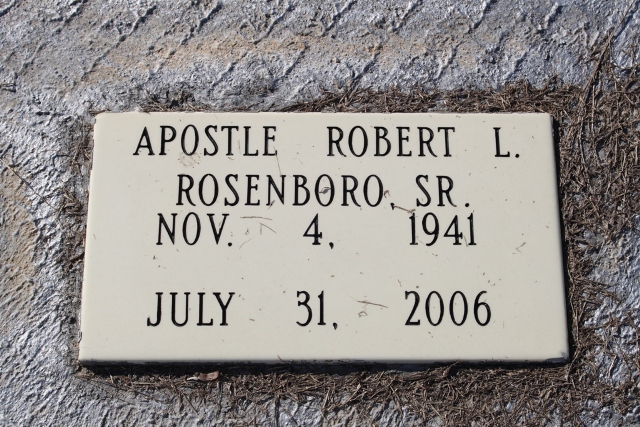 APOSTLE ROBERT L.
ROSENBORO, SR.
NOV. 4, 1941
JULY 31, 2006